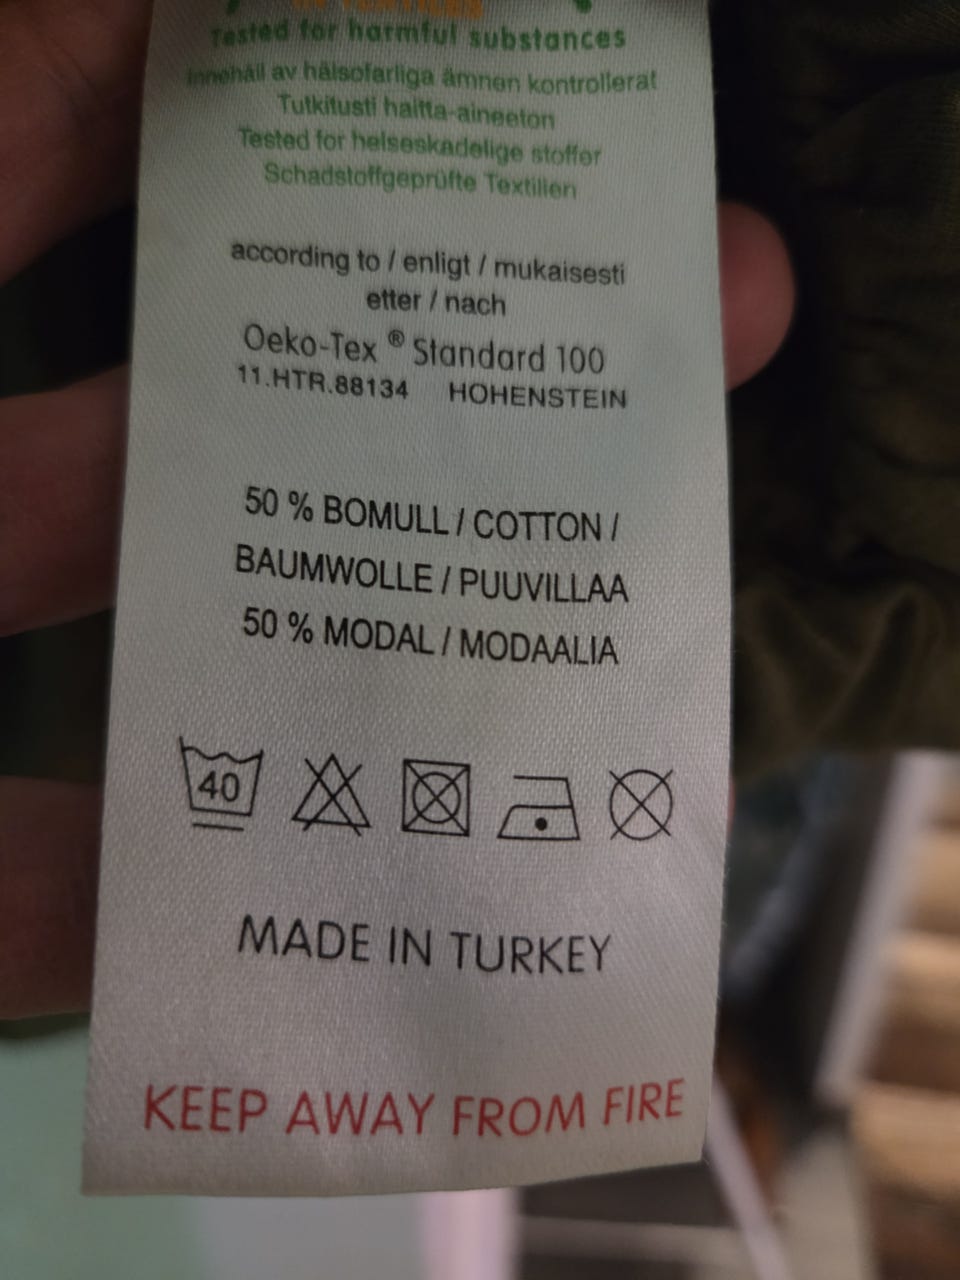 IN TEXTILES
Tested for harmful substances
Innehåll av hälsofarliga ämnen kontrollerat
Tutkitusti haitta-aineeton
Tested for helseskadelige stoffer
Schadstoffgeprüfte Textilien
according to / enligt / mukaisesti
etter / nach
Oeko-Tex ® Standard 100
11.HTR.88134 HOHENSTEIN
50 % BOMULL / COTTON /
BAUMWOLLE / PUUVILLAA
50 % MODAL / MODAALIA
40
MADE IN TURKEY
KEEP AWAY FROM FIRE